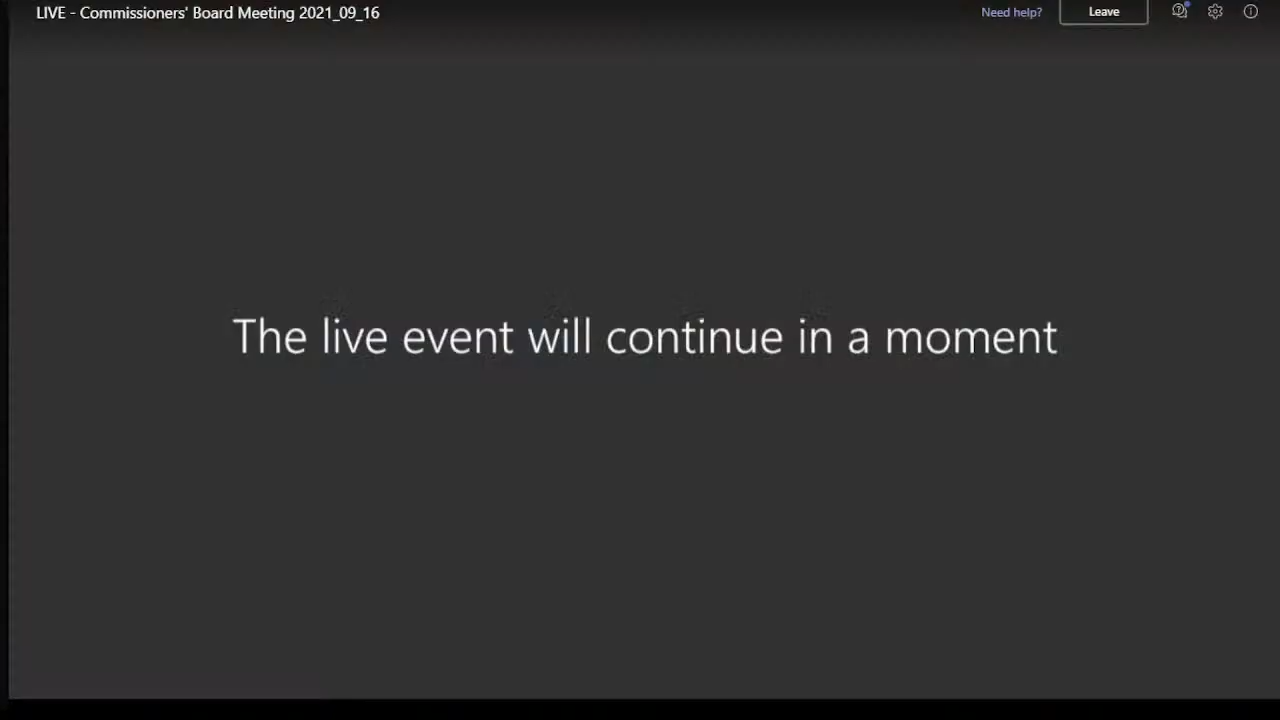 LIVE - Commissioners' Board Meeting 2021_09_16
Need help?
Leave
The live event will continue in a moment